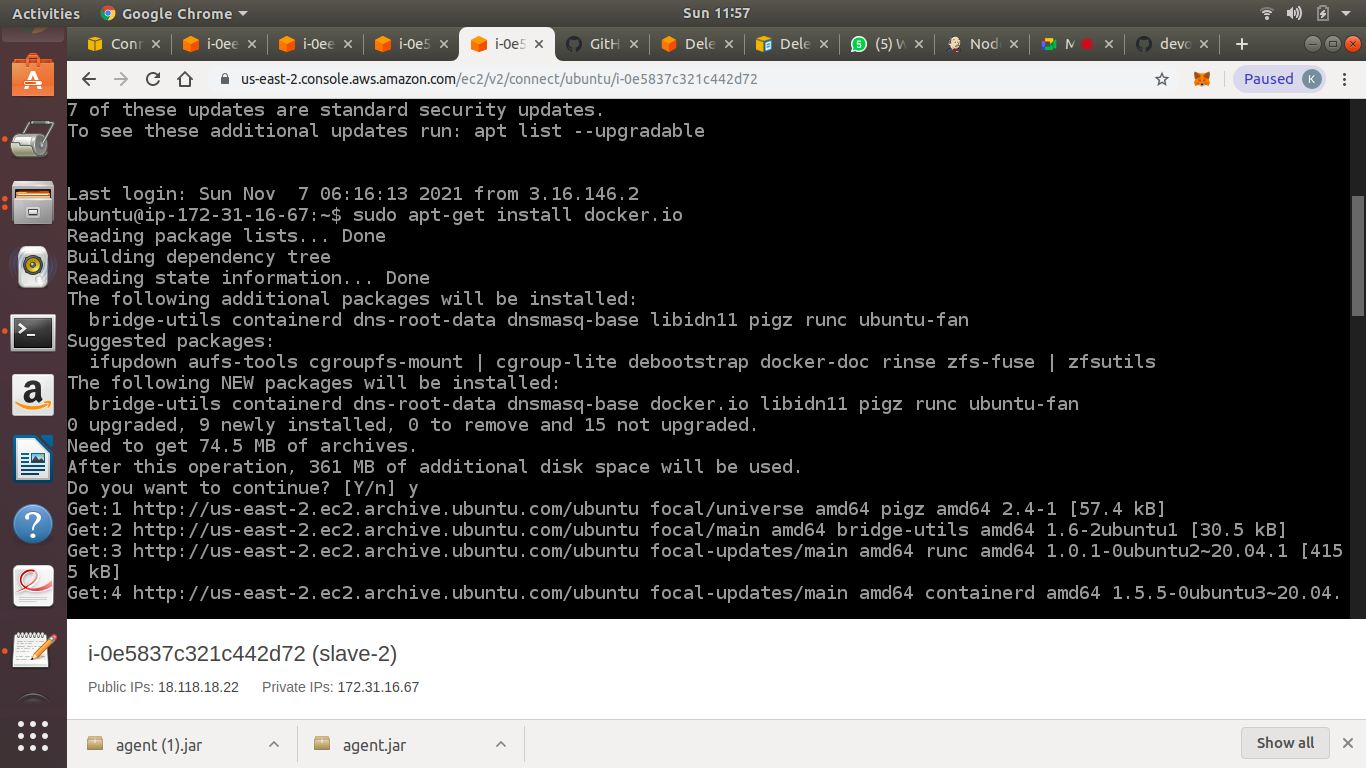 Activities Google Chrome Sun 11:57
Conn i-0ee i-0ee i-0e5 i-0e5 GitH Dele Dele (5) W Nod M devo
us-east-2.console.aws.amazon.com/ec2/v2/connect/ubuntu/i-0e5837c321c442d72 Paused K
7 of these updates are standard security updates.
To see these additional updates run: apt list --upgradable
Last login: Sun Nov  7 06:16:13 2021 from 3.16.146.2
ubuntu@ip-172-31-16-67:~$ sudo apt-get install docker.io
Reading package lists... Done
Building dependency tree
Reading state information... Done
The following additional packages will be installed:
  bridge-utils containerd dns-root-data dnsmasq-base libidn11 pigz runc ubuntu-fan
Suggested packages:
  ifupdown aufs-tools cgroupfs-mount | cgroup-lite debootstrap docker-doc rinse zfs-fuse | zfsutils
The following NEW packages will be installed:
  bridge-utils containerd dns-root-data dnsmasq-base docker.io libidn11 pigz runc ubuntu-fan
0 upgraded, 9 newly installed, 0 to remove and 15 not upgraded.
Need to get 74.5 MB of archives.
After this operation, 361 MB of additional disk space will be used.
Do you want to continue? [Y/n] y
Get:1 http://us-east-2.ec2.archive.ubuntu.com/ubuntu focal/universe amd64 pigz amd64 2.4-1 [57.4 kB]
Get:2 http://us-east-2.ec2.archive.ubuntu.com/ubuntu focal/main amd64 bridge-utils amd64 1.6-2ubuntu1 [30.5 kB]
Get:3 http://us-east-2.ec2.archive.ubuntu.com/ubuntu focal-updates/main amd64 runc amd64 1.0.1-0ubuntu2~20.04.1 [415
5 kB]
Get:4 http://us-east-2.ec2.archive.ubuntu.com/ubuntu focal-updates/main amd64 containerd amd64 1.5.5-0ubuntu3~20.04.
i-0e5837c321c442d72 (slave-2)
Public IPs: 18.118.18.22 Private IPs: 172.31.16.67
agent (1).jar agent.jar Show all